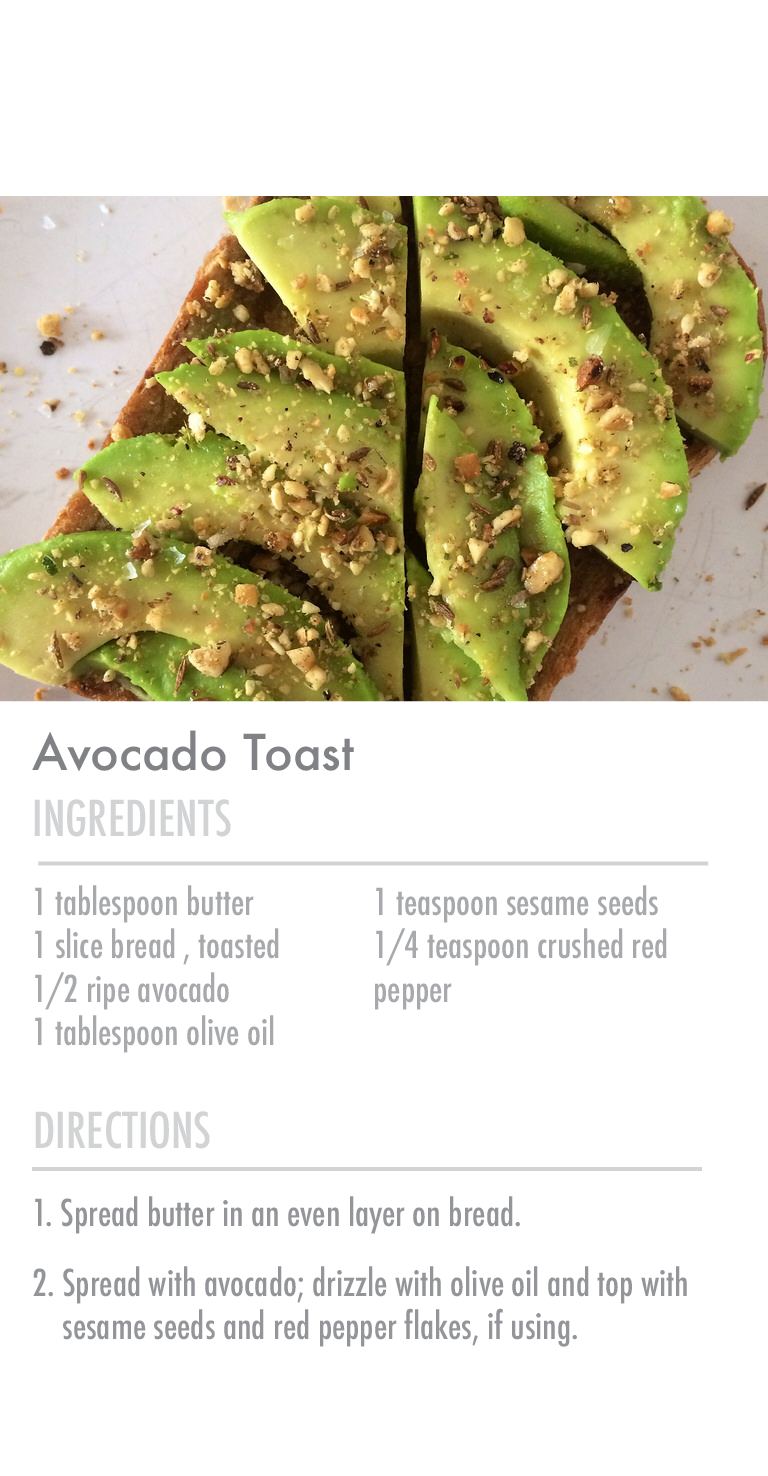 Avocado Toast
INGREDIENTS
1 tablespoon butter
1 slice bread , toasted
1/2 ripe avocado
1 tablespoon olive oil
1 teaspoon sesame seeds
1/4 teaspoon crushed red
pepper
DIRECTIONS
1. Spread butter in an even layer on bread.
2. Spread with avocado; drizzle with olive oil and top with
sesame seeds and red pepper flakes, if using.